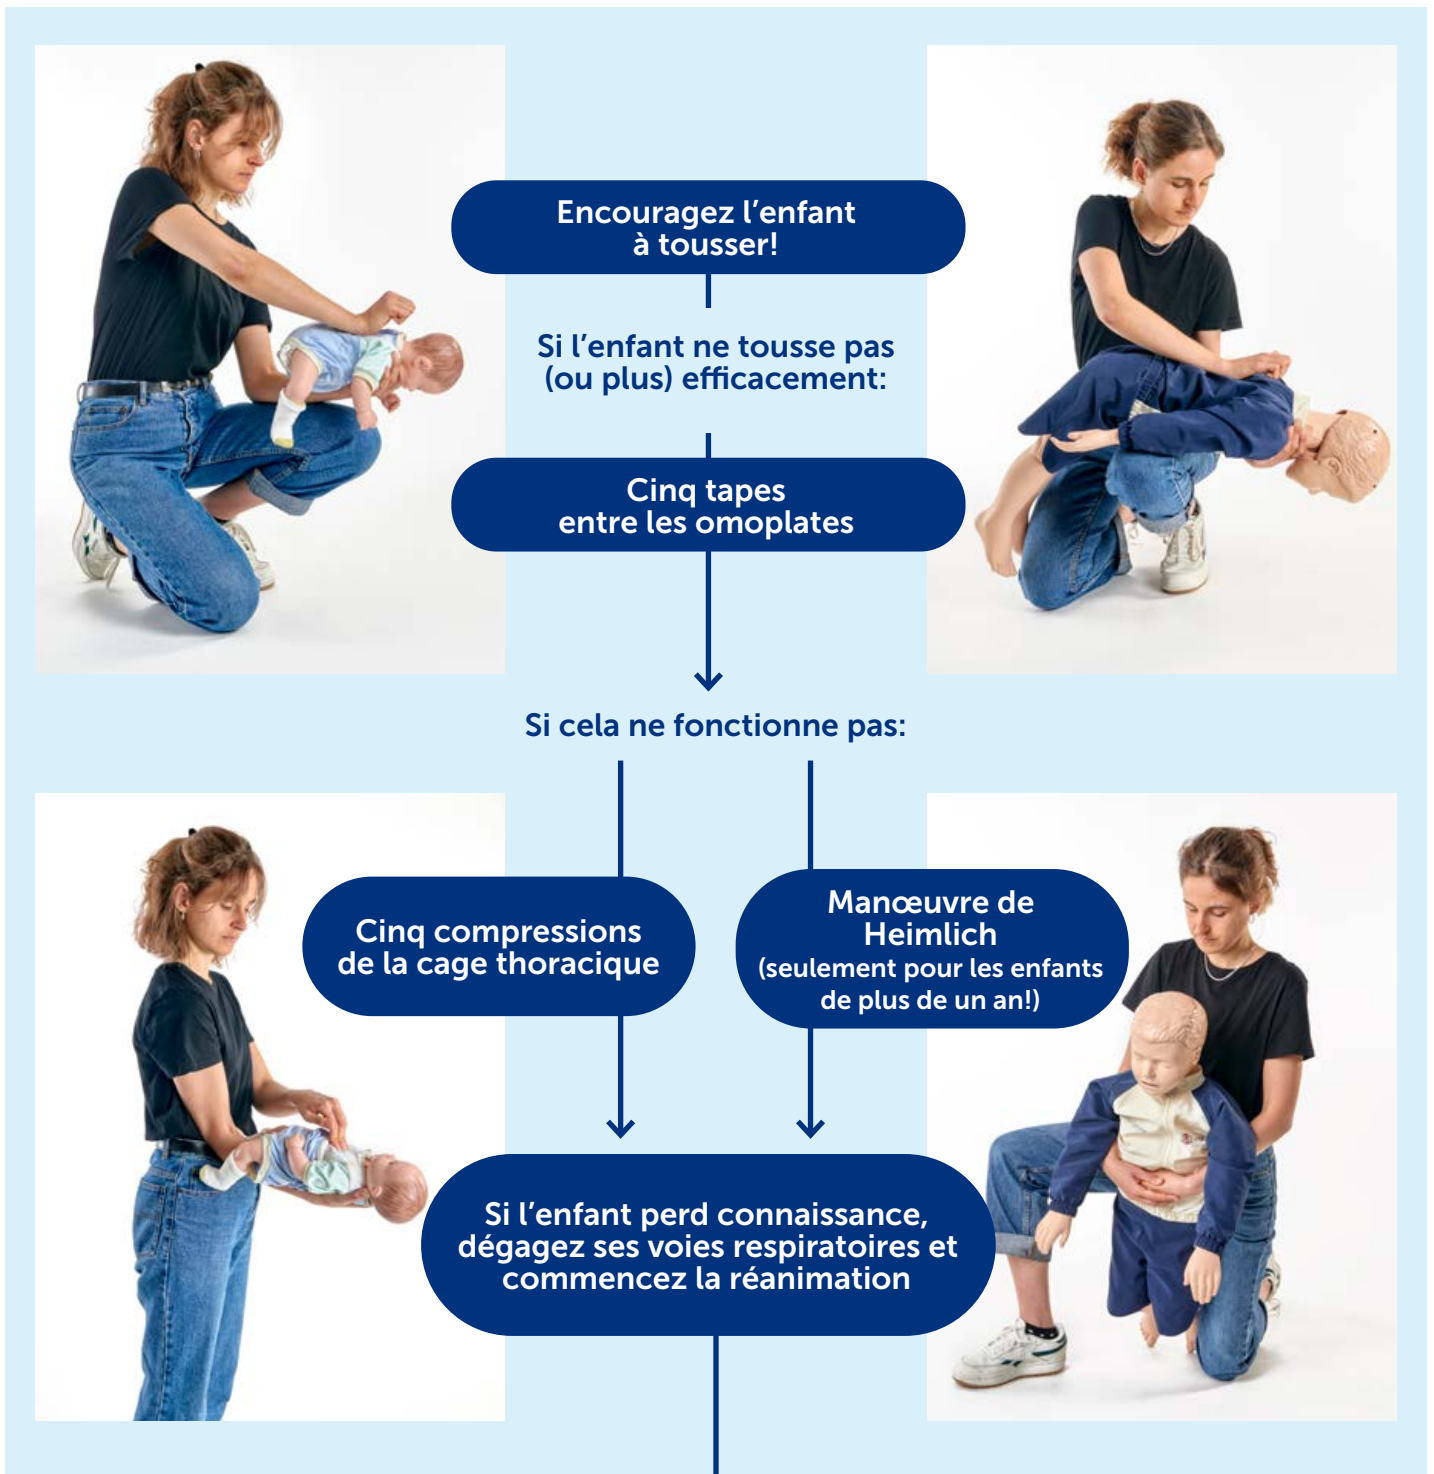 Encouragez l'enfant
à tousser!
Si l'enfant ne tousse pas
(ou plus) efficacement:
Cinq tapes
entre les omoplates
Si cela ne fonctionne pas:
Cinq compressions
de la cage thoracique
Manœuvre de
Heimlich
(seulement pour les enfants
de plus de un an!)
Si l'enfant perd connaissance,
dégagez ses voies respiratoires et
commencez la réanimation